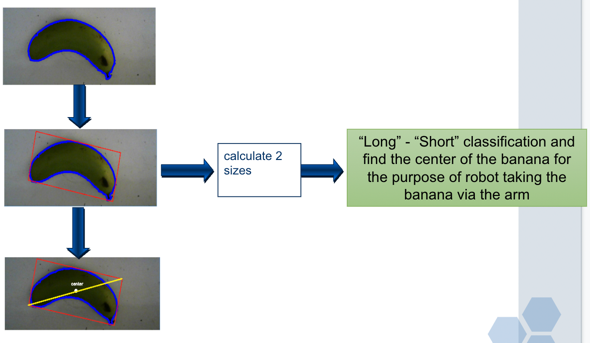 calculate 2
sizes
“Long” - “Short” classification and
find the center of the banana for
the purpose of robot taking the
banana via the arm
center